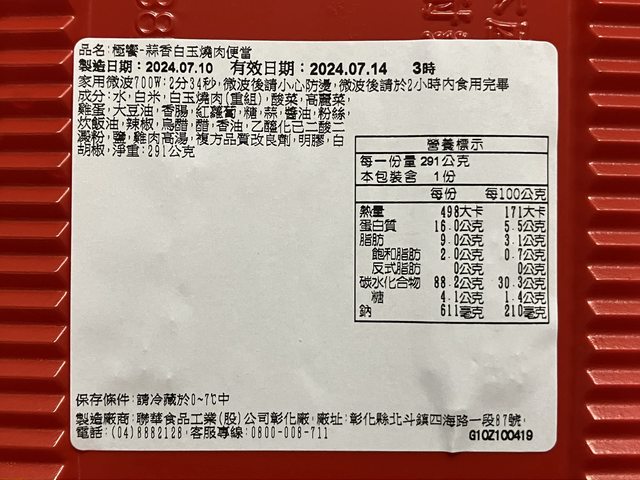 品名:極饗-蒜香白玉燒肉便當
製造日期:2024.07.10 有效日期:2024.07.14 3時
家用微波700W:2分34秒,微波後請小心防燙,微波後請於2小時內食用完畢
成分:水,白米,白玉燒肉(重組),酸菜,高麗菜,
雞蛋,大豆油,香腸,紅蘿蔔,糖,蒜,醬油,粉絲,
炊飯油,辣椒,烏醋,醋,香油,乙醯化己二酸二
澱粉,鹽,雞肉高湯,複方品質改良劑,明膠,白
胡椒,淨重:291公克
營養標示
每一份量 291公克
本包裝含 1份
每份 每100公克
熱量 498大卡 171大卡
蛋白質 16.0公克 5.5公克
脂肪 9.0公克 3.1公克
飽和脂肪 2.0公克 0.7公克
反式脂肪 0公克 0公克
碳水化合物 88.2公克 30.3公克
糖 4.1公克 1.4公克
鈉 611毫克 210毫克
保存條件:請冷藏於0~7℃中
製造廠商:聯華食品工業(股)公司彰化廠,廠址:彰化縣北斗鎮四海路一段87號,
電話:(04)8882128,客服專線:0800-008-711
G10Z100419